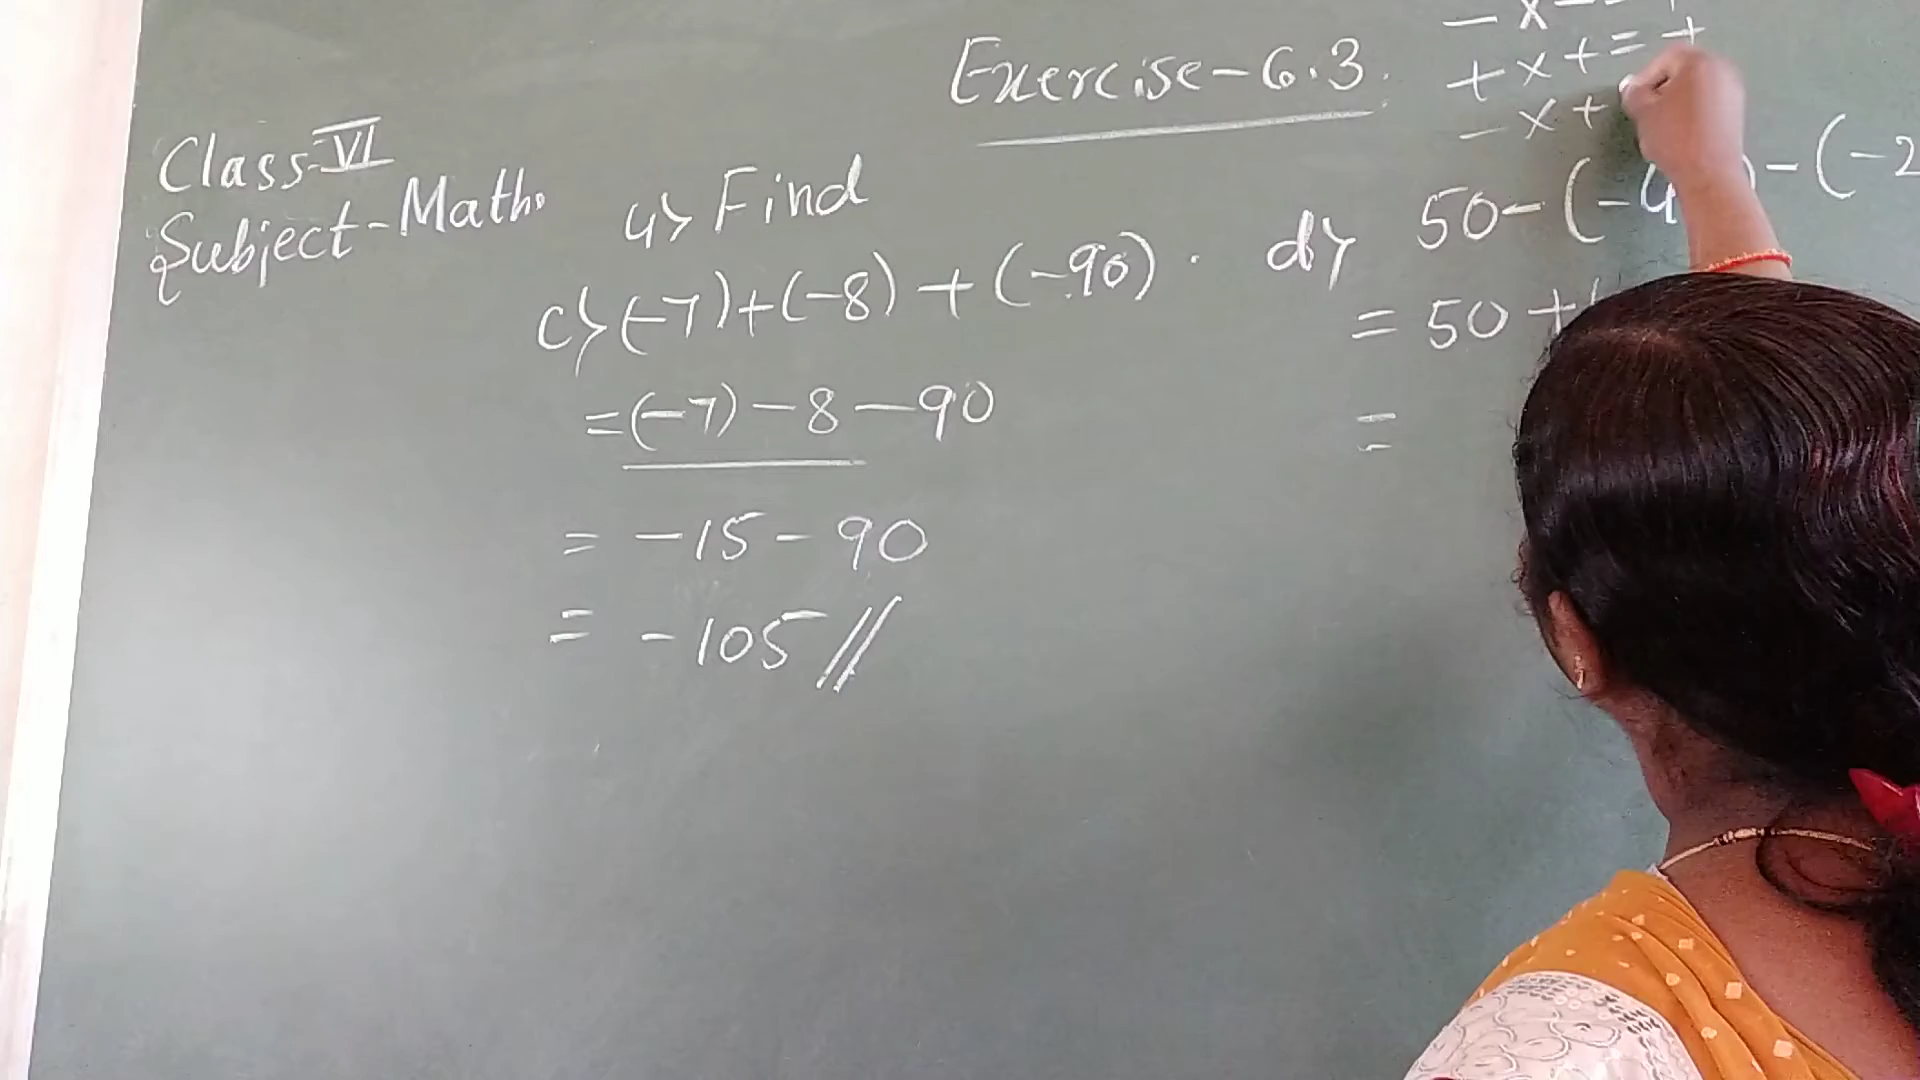 Exercise-6.3.
- x - = +
+ x + = +
- x +
Class-VI
Subject-Maths
4> Find
c> (-7)+(-8)+(-90).
=(-7)-8-90
= -15-90
= -105//
d> 50-(-4 )-(-2
= 50+
=